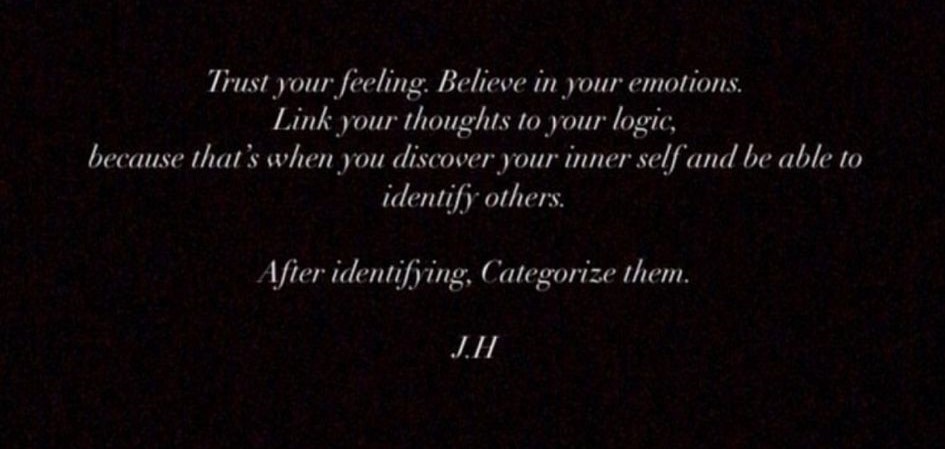 Trust your feeling. Believe in your emotions.
Link your thoughts to your logic,
because that's when you discover your inner self and be able to
identify others.
After identifying, Categorize them.
J.H